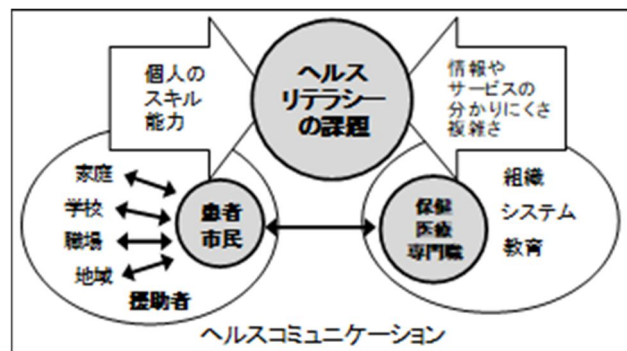 個人の
スキル
能力
ヘルス
リテラシー
の課題
情報や
サービスの
分かりにくさ
複雑さ
家庭
学校
職場
地域
援助者
患者
市民
保健
医療
専門職
組織
システム
教育
ヘルスコミュニケーション